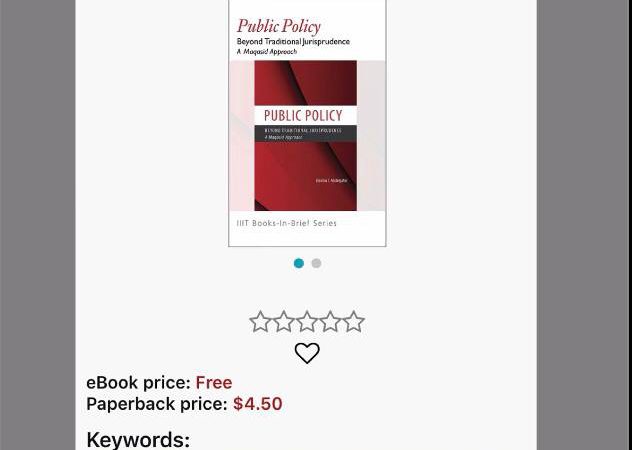 Public Policy
Beyond Traditional Jurisprudence
A Maqasid Approach
PUBLIC POLICY
BEYOND TRADITIONAL JURISPRUDENCE
A Maqasid Approach
IIIT Books-In-Brief Series
eBook price: Free
Paperback price: $4.50
Keywords: